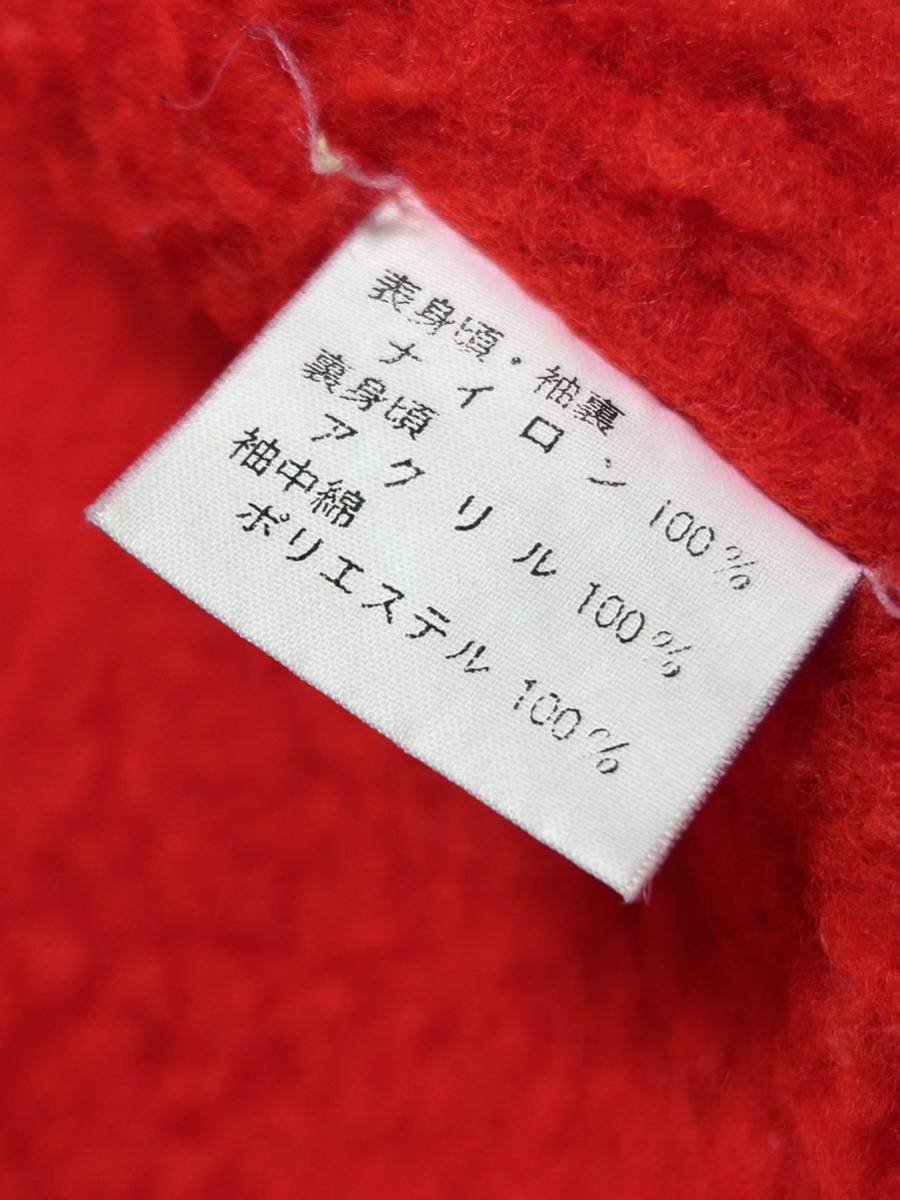 表身頃・袖裏
ナイロン 100%
裏身頃
アクリル 100%
袖中綿
ポリエステル 100%